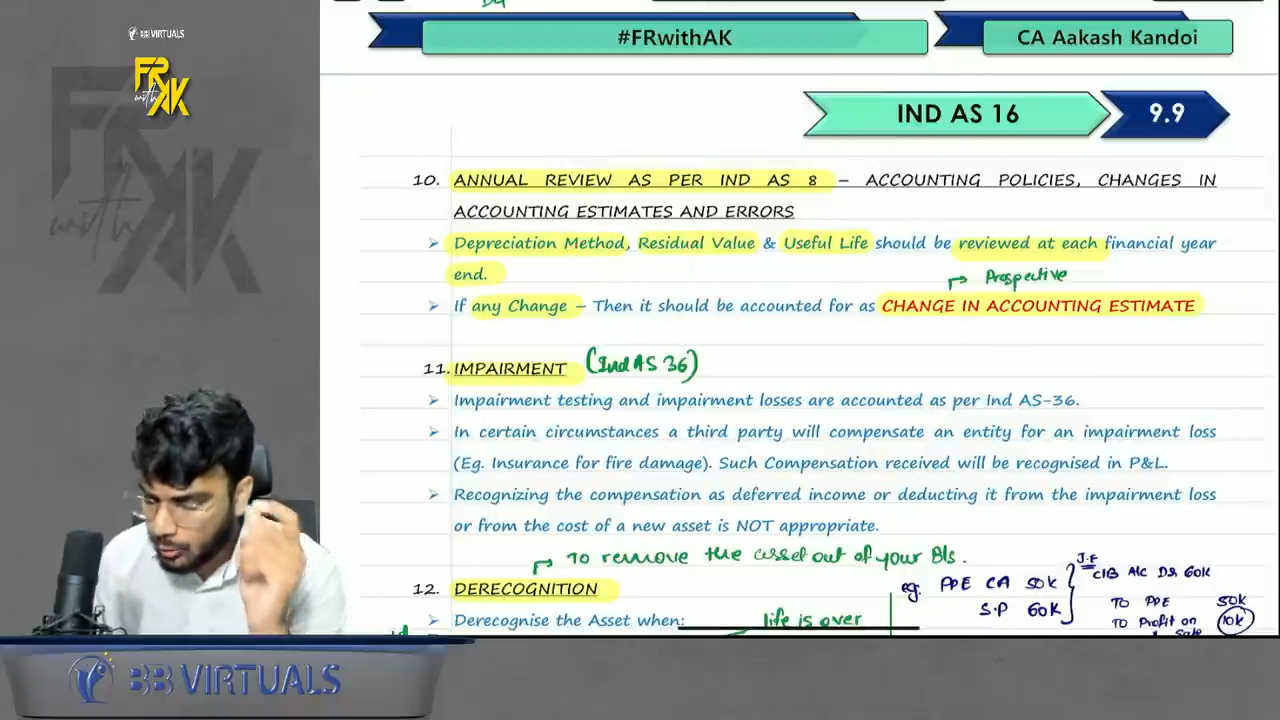 BB VIRTUALS
FR
with
AK
#FRwithAK
CA Aakash Kandoi
IND AS 16
9.9
10. ANNUAL REVIEW AS PER IND AS 8 – ACCOUNTING POLICIES, CHANGES IN
ACCOUNTING ESTIMATES AND ERRORS
➢ Depreciation Method, Residual Value & Useful Life should be reviewed at each financial year
end.
Prospective
➢ If any Change – Then it should be accounted for as CHANGE IN ACCOUNTING ESTIMATE
11. IMPAIRMENT (Ind AS 36)
➢ Impairment testing and impairment losses are accounted as per Ind AS-36.
➢ In certain circumstances a third party will compensate an entity for an impairment loss
(Eg. Insurance for fire damage). Such Compensation received will be recognised in P&L.
➢ Recognizing the compensation as deferred income or deducting it from the impairment loss
or from the cost of a new asset is NOT appropriate.
To remove the asset out of your B/s.
12. DERECOGNITION
eg: PPE CA 50K
S.P 60K
J.E
C/B A/C Dr 60K
To PPE 50K
To Profit on 10K
sale
➢ Derecognise the Asset when: life is over
BB VIRTUALS